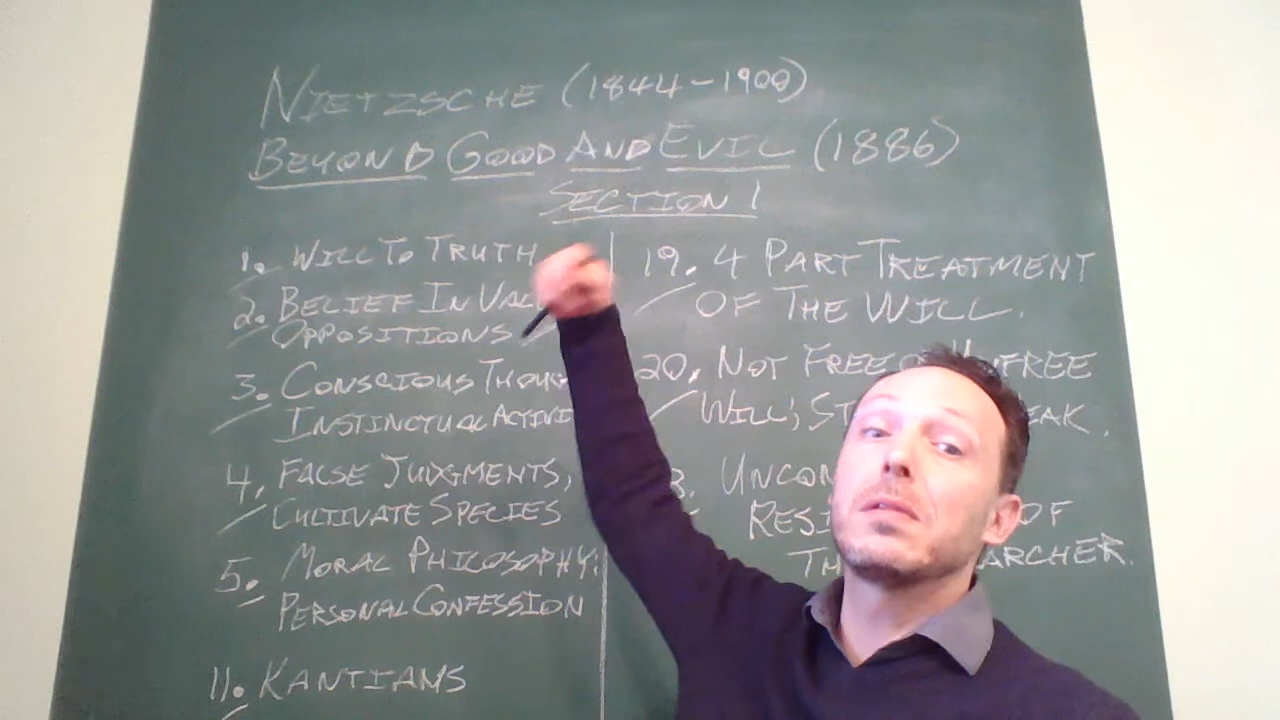 NIETZSCHE (1844-1900)
BEYOND GOOD AND EVIL (1886)
SECTION 1
1. WILL TO TRUTH
2. BELIEF IN
OPPOSITIONS
3. CONSCIOUS
INSTINCTUAL
4. FALSE JUDGMENTS,
CULTIVATE SPECIES
5. MORAL PHILOSOPHY:
PERSONAL CONFESSION
11. KANTIANS
19. 4 PART TREATMENT
OF THE WILL.
20. NOT FREE
WILL;
OF